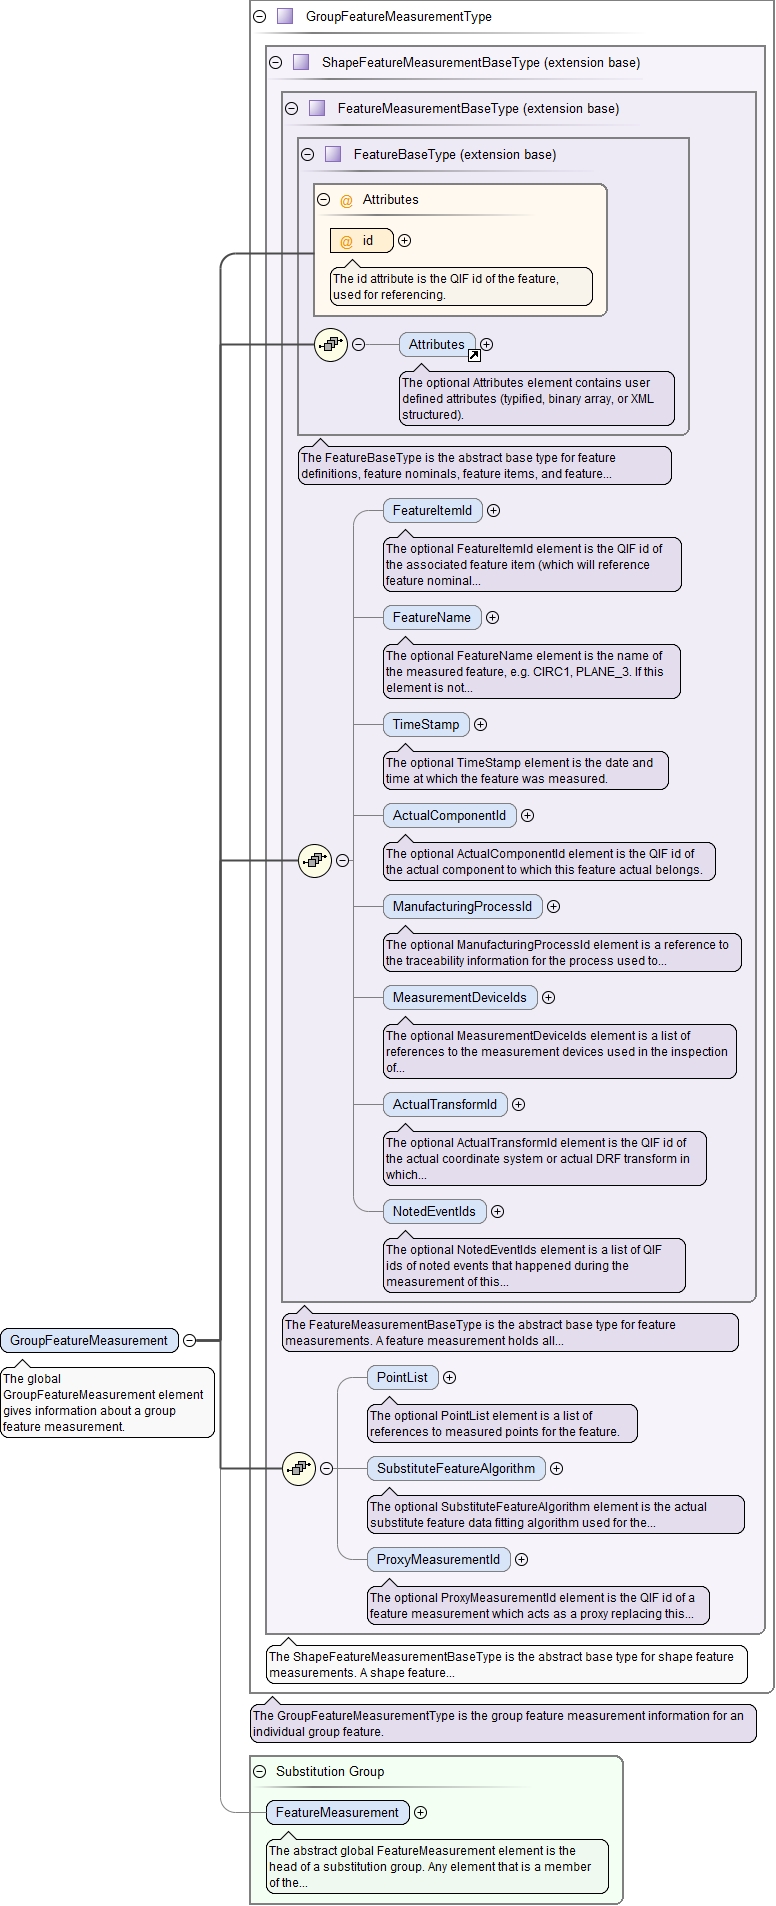 GroupFeatureMeasurementType
ShapeFeatureMeasurementBaseType (extension base)
FeatureMeasurementBaseType (extension base)
FeatureBaseType (extension base)
@ Attributes
@ id
The id attribute is the QIF id of the feature,
used for referencing.
Attributes
The optional Attributes element contains user
defined attributes (typified, binary array, or XML
structured).
The FeatureBaseType is the abstract base type for feature
definitions, feature nominals, feature items, and feature...
FeatureItemId
The optional FeatureItemId element is the QIF id of
the associated feature item (which will reference
feature nominal...
FeatureName
The optional FeatureName element is the name of
the measured feature, e.g. CIRC1, PLANE_3. If this
element is not...
TimeStamp
The optional TimeStamp element is the date and
time at which the feature was measured.
ActualComponentId
The optional ActualComponentId element is the QIF id of
the actual component to which this feature actual belongs.
ManufacturingProcessId
The optional ManufacturingProcessId element is a reference to
the traceability information for the process used to...
MeasurementDeviceIds
The optional MeasurementDeviceIds element is a list of
references to the measurement devices used in the inspection
of...
ActualTransformId
The optional ActualTransformId element is the QIF id of
the actual coordinate system or actual DRF transform in
which...
NotedEventIds
The optional NotedEventIds element is a list of QIF
ids of noted events that happened during the
measurement of this...
The FeatureMeasurementBaseType is the abstract base type for feature
measurements. A feature measurement holds all...
GroupFeatureMeasurement
The global
GroupFeatureMeasurement element
gives information about a group
feature measurement.
PointList
The optional PointList element is a list of
references to measured points for the feature.
SubstituteFeatureAlgorithm
The optional SubstituteFeatureAlgorithm element is the actual
substitute feature data fitting algorithm used for the...
ProxyMeasurementId
The optional ProxyMeasurementId element is the QIF id of a
feature measurement which acts as a proxy replacing this...
The ShapeFeatureMeasurementBaseType is the abstract base type for shape feature
measurements. A shape feature...
The GroupFeatureMeasurementType is the group feature measurement information for an
individual group feature.
Substitution Group
FeatureMeasurement
The abstract global FeatureMeasurement element is the
head of a substitution group. Any element that is a member
of the...